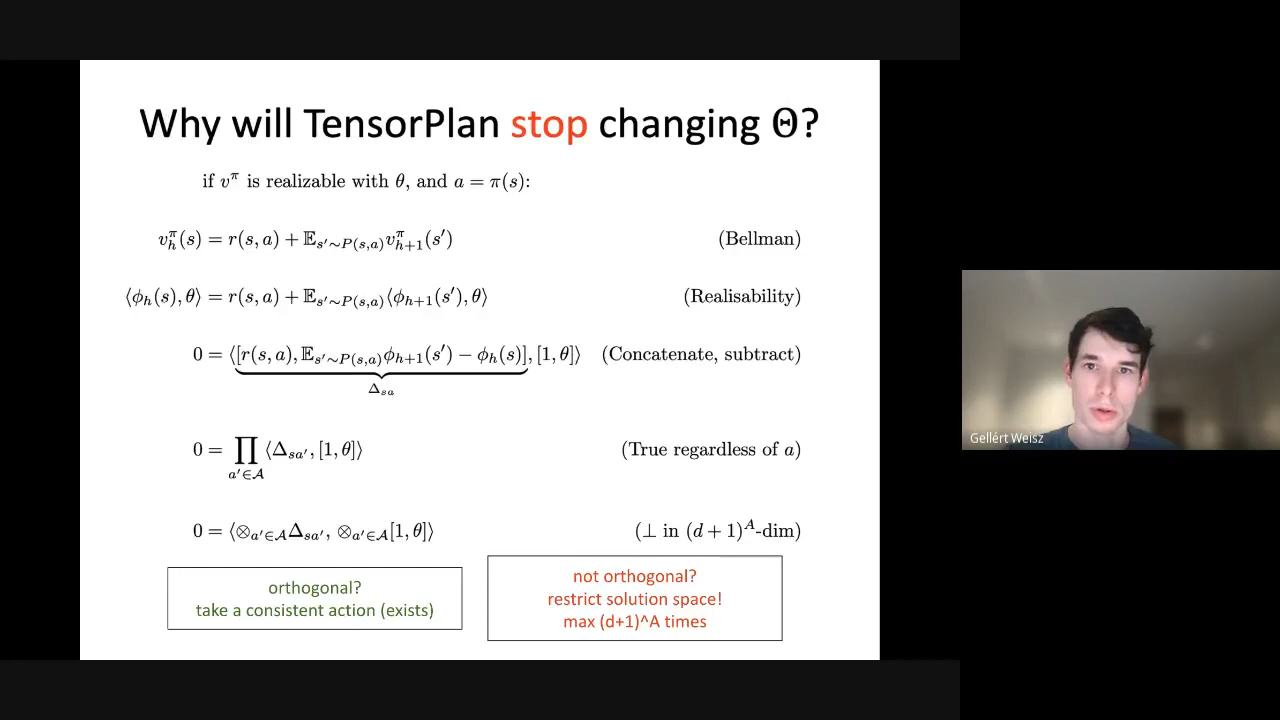 Why will TensorPlan stop changing Θ?
if v^π is realizable with θ, and a = π(s):
v_h^π(s) = r(s, a) + 𝔼_{s′∼P(s,a)} v_{h+1}^π(s′) (Bellman)
⟨ϕ_h(s), θ⟩ = r(s, a) + 𝔼_{s′∼P(s,a)}⟨ϕ_{h+1}(s′), θ⟩ (Realisability)
0 = ⟨[r(s, a), 𝔼_{s′∼P(s,a)}ϕ_{h+1}(s′) − ϕ_h(s)], [1, θ]⟩ (Concatenate, subtract)
Δ_{sa}
0 = ∏_{a′∈𝒜} ⟨Δ_{sa′}, [1, θ]⟩ (True regardless of a)
0 = ⟨⊗_{a′∈𝒜}Δ_{sa′}, ⊗_{a′∈𝒜}[1, θ]⟩ (⊥ in (d + 1)^A-dim)
orthogonal?
take a consistent action (exists)
not orthogonal?
restrict solution space!
max (d+1)^A times
Gellért Weisz